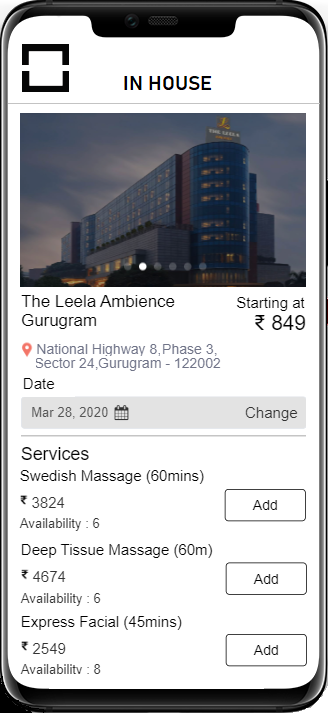 IN HOUSE
THE LEELA
The Leela Ambience
Gurugram
Starting at
₹ 849
National Highway 8,Phase 3,
Sector 24,Gurugram - 122002
Date
Mar 28, 2020
Change
Services
Swedish Massage (60mins)
₹ 3824
Add
Availability : 6
Deep Tissue Massage (60m)
₹ 4674
Add
Availability : 6
Express Facial (45mins)
₹ 2549
Add
Availability : 8